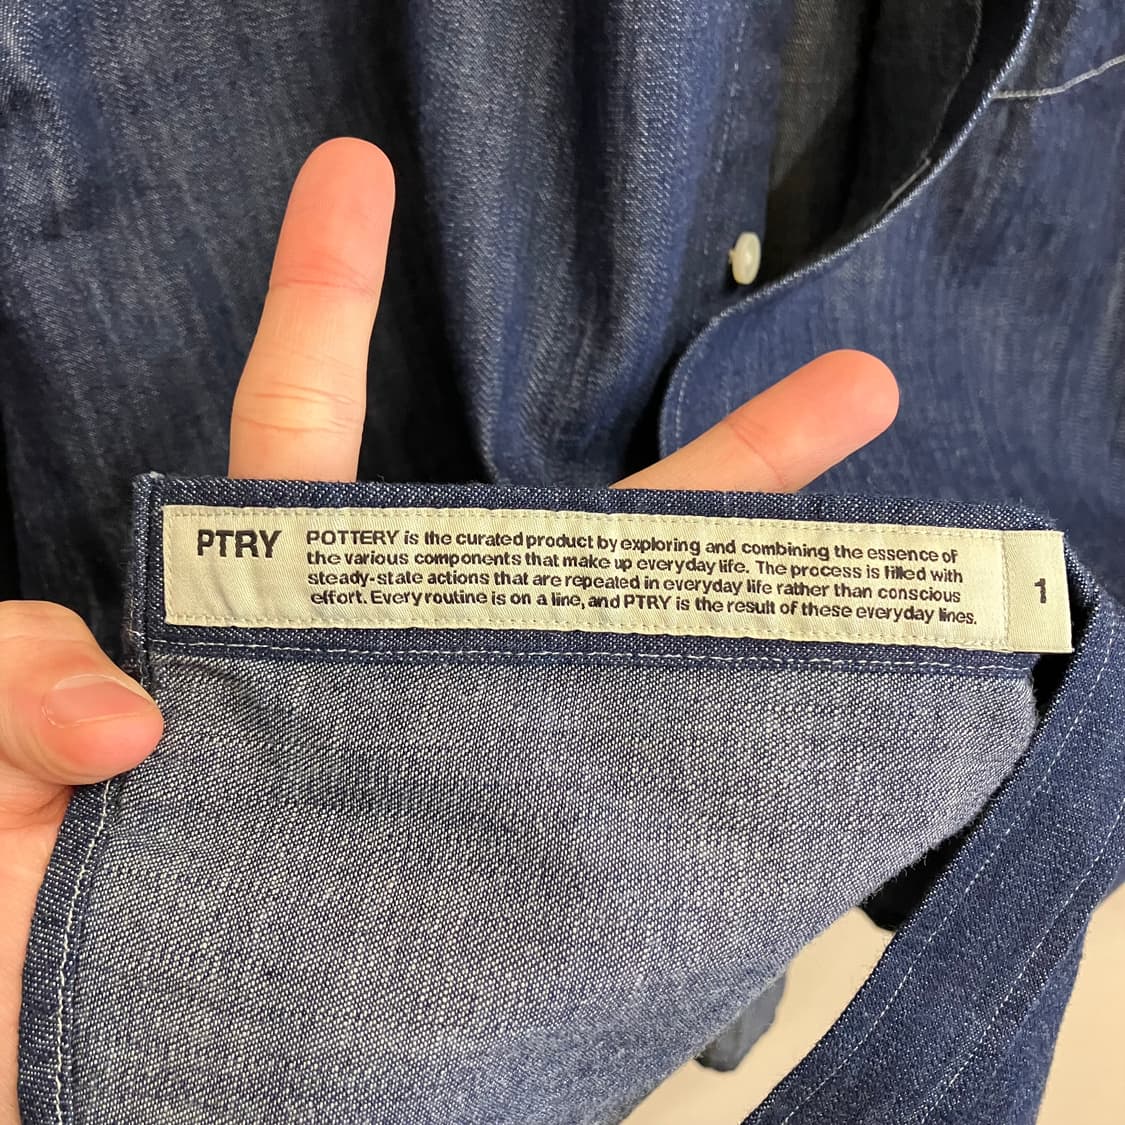 PTRY
POTTERY is the curated product by exploring and combining the essence of
the various components that make up everyday life. The process is filled with
steady-state actions that are repeated in everyday life rather than conscious
effort. Every routine is on a line, and PTRY is the result of these everyday lines.
1